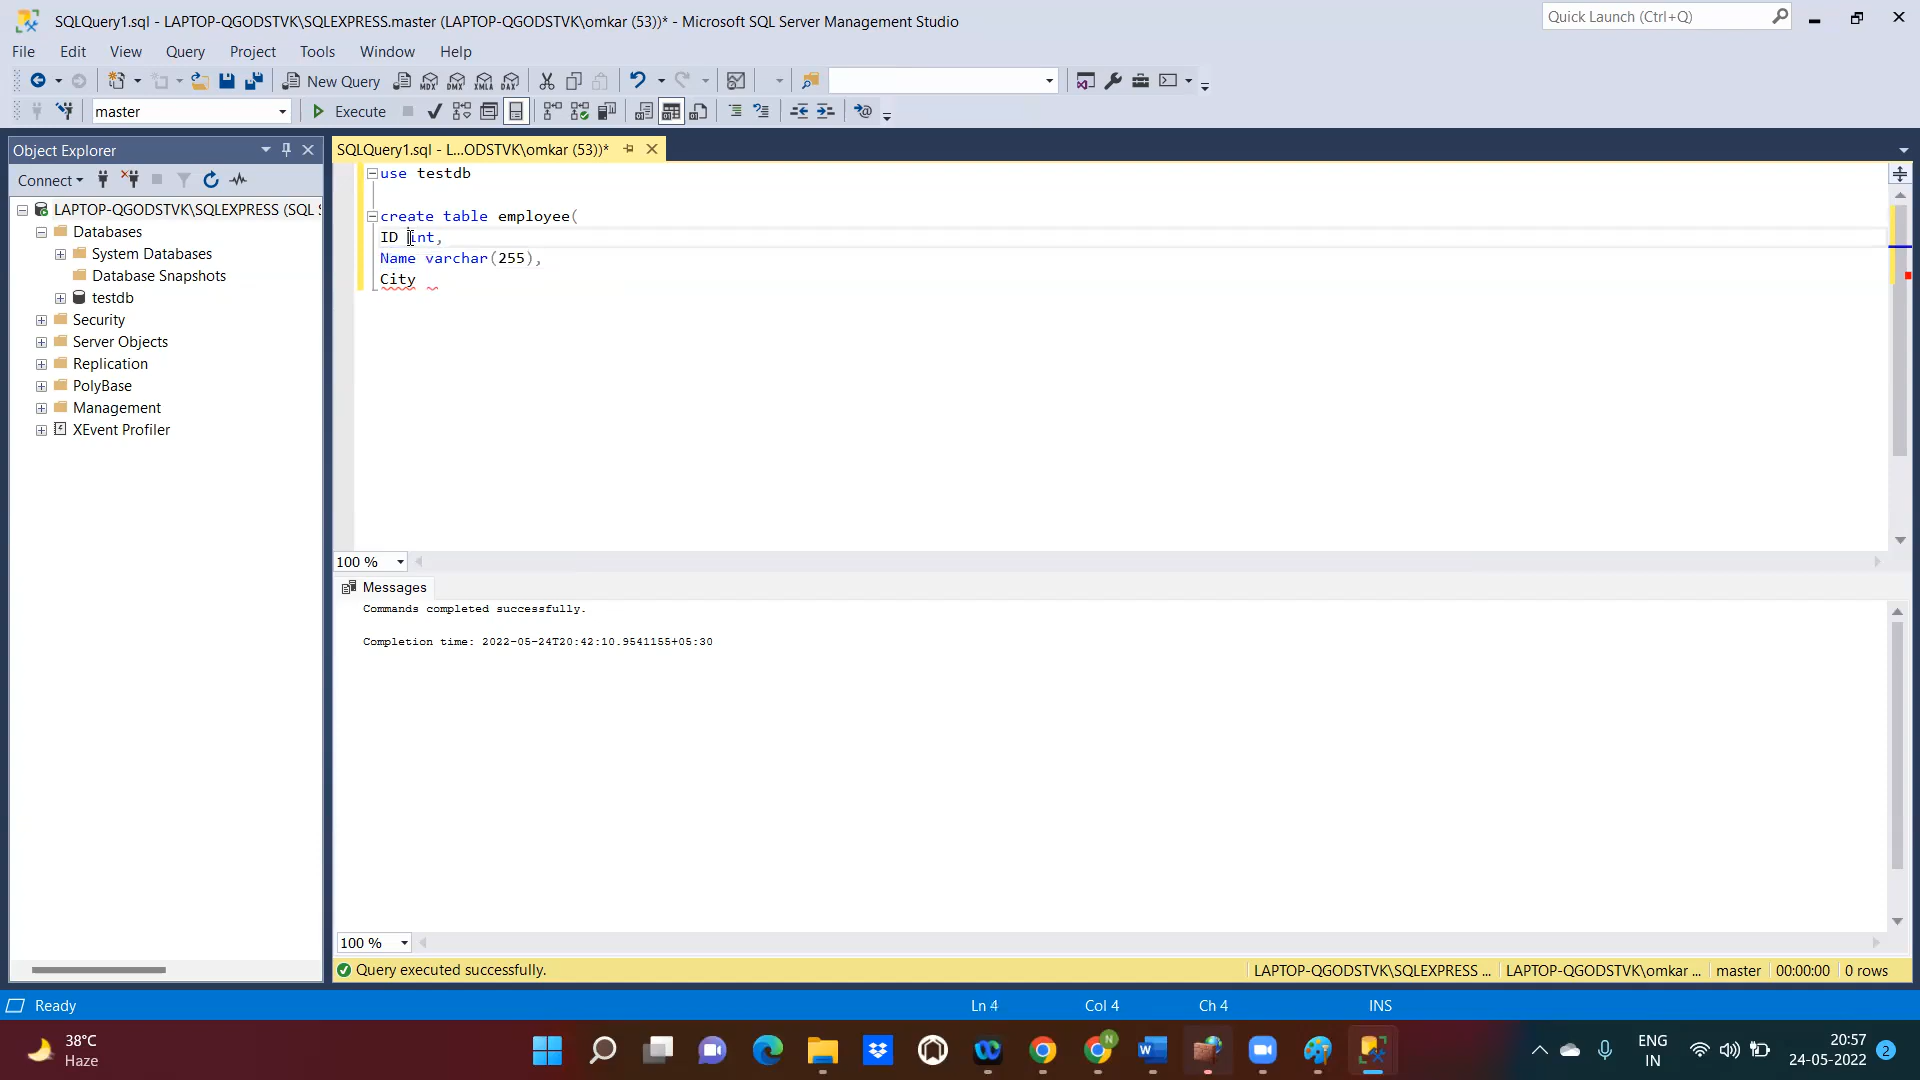 SQLQuery1.sql - LAPTOP-QGODSTVK\SQLEXPRESS.master (LAPTOP-QGODSTVK\omkar (53))* - Microsoft SQL Server Management Studio
Quick Launch (Ctrl+Q)
File Edit View Query Project Tools Window Help
New Query MDX DMX XMLA DAX
master Execute
Object Explorer
SQLQuery1.sql - L...ODSTVK\omkar (53))*
Connect
LAPTOP-QGODSTVK\SQLEXPRESS (SQL S
Databases
System Databases
Database Snapshots
testdb
Security
Server Objects
Replication
PolyBase
Management
XEvent Profiler
use testdb
create table employee(
ID int,
Name varchar(255),
City
100 %
Messages
Commands completed successfully.
Completion time: 2022-05-24T20:42:10.9541155+05:30
100 %
Query executed successfully.
LAPTOP-QGODSTVK\SQLEXPRESS ... LAPTOP-QGODSTVK\omkar ... master 00:00:00 0 rows
Ready Ln 4 Col 4 Ch 4 INS
38°C
Haze
N
W
ENG
IN
20:57
24-05-2022
2